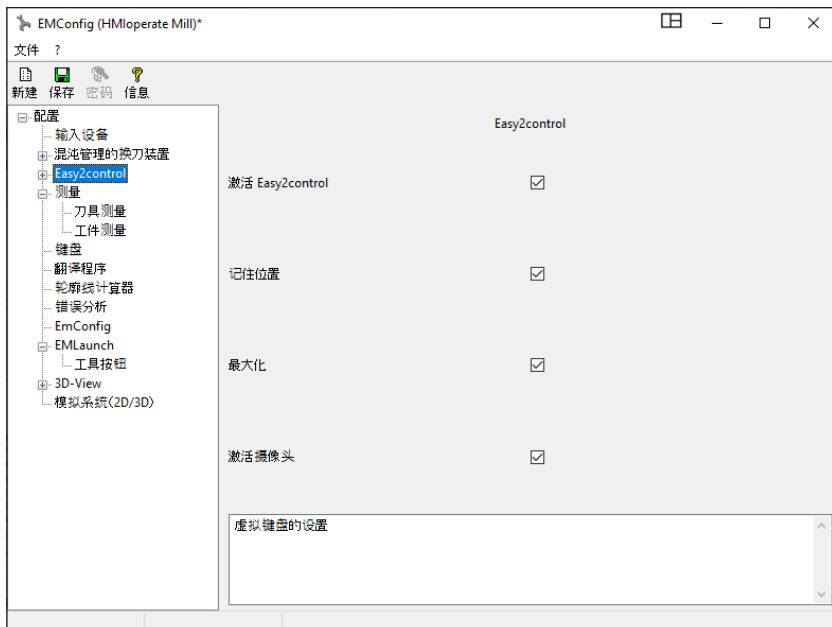 EMConfig (HMIoperate Mill)*
文件 ?
新建 保存 密码 信息
配置
输入设备
混沌管理的换刀装置
Easy2control
测量
刀具测量
工件测量
键盘
翻译程序
轮廓线计算器
错误分析
EmConfig
EMLaunch
工具按钮
3D-View
模拟系统(2D/3D)
Easy2control
激活 Easy2control
记住位置
最大化
激活摄像头
虚拟键盘的设置